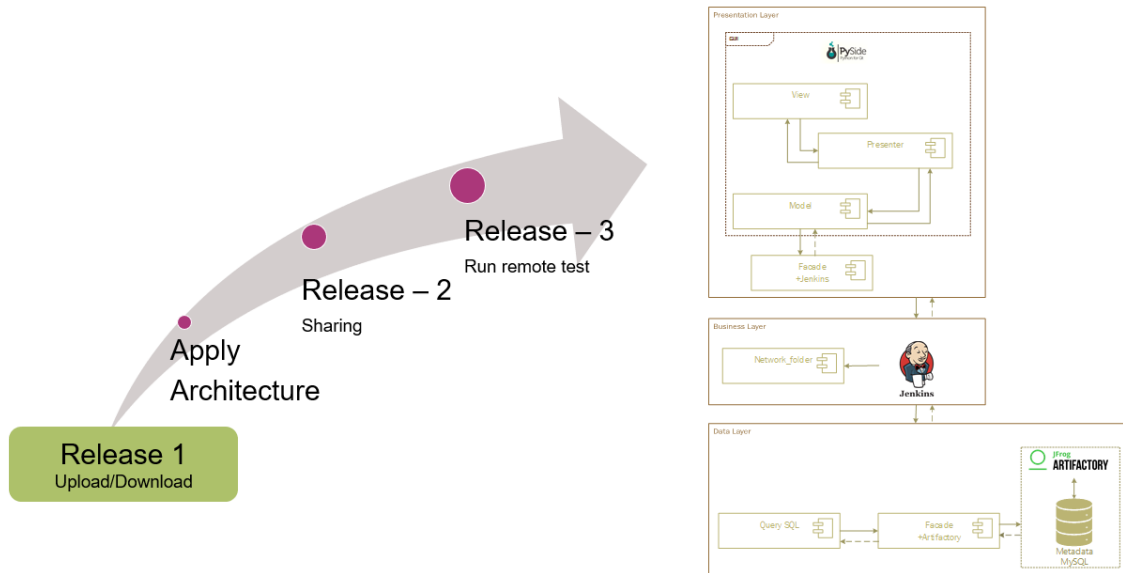 Release 1
Upload/Download
Apply
Architecture
Release – 2
Sharing
Release – 3
Run remote test
Presentation Layer
GUI
PySide
View
Presenter
Model
Facade
+Jenkins
Business Layer
Network_folder
Jenkins
Data Layer
JFrog
ARTIFACTORY
Query SQL
Facade
+Artifactory
Metadata
MySQL